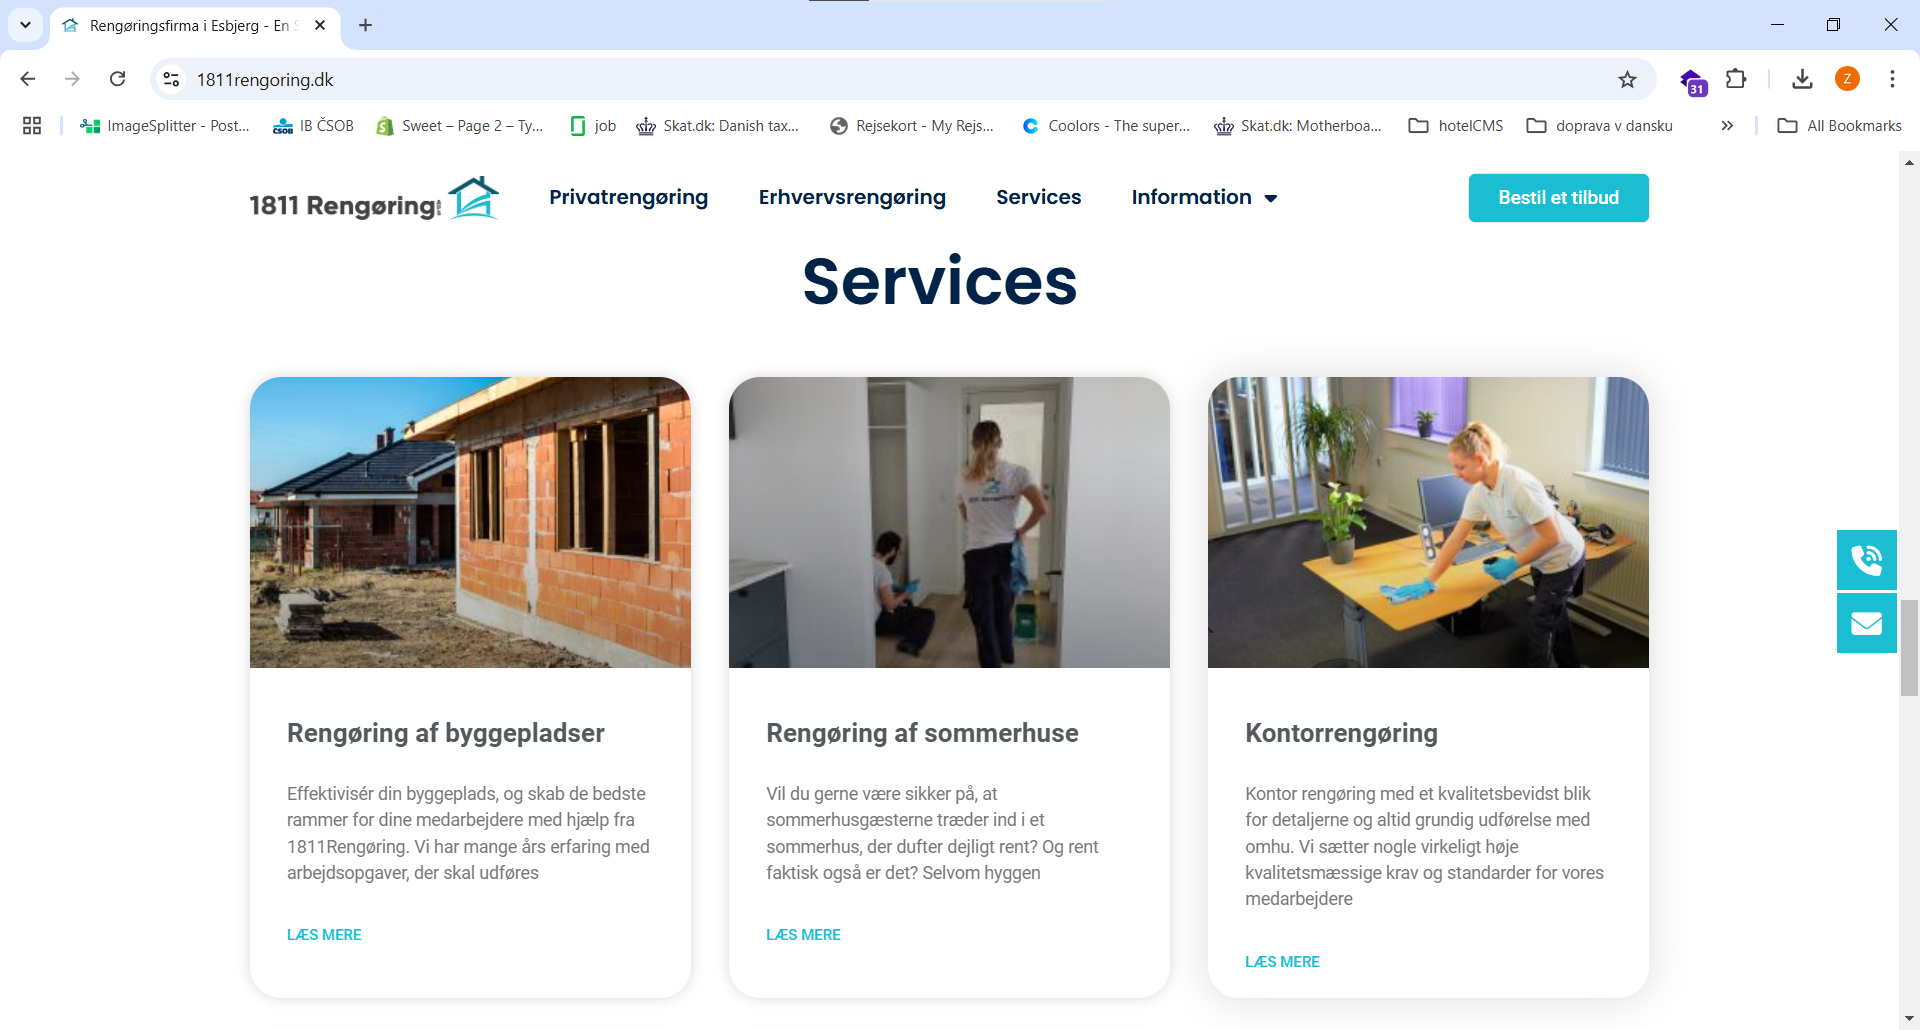 Rengøringsfirma i Esbjerg - En S
1811rengoring.dk
31
Z
ImageSplitter - Post...
IB ČSOB
Sweet – Page 2 – Ty...
job
Skat.dk: Danish tax...
Rejsekort - My Rejs...
Coolors - The super...
Skat.dk: Motherboa...
hotelCMS
doprava v dansku
All Bookmarks
1811 Rengøring
Privatrengøring
Erhvervsrengøring
Services
Information
Bestil et tilbud
Services
Rengøring af byggepladser
Effektivisér din byggeplads, og skab de bedste
rammer for dine medarbejdere med hjælp fra
1811Rengøring. Vi har mange års erfaring med
arbejdsopgaver, der skal udføres
LÆS MERE
Rengøring af sommerhuse
Vil du gerne være sikker på, at
sommerhusgæsterne træder ind i et
sommerhus, der dufter dejligt rent? Og rent
faktisk også er det? Selvom hyggen
LÆS MERE
Kontorrengøring
Kontor rengøring med et kvalitetsbevidst blik
for detaljerne og altid grundig udførelse med
omhu. Vi sætter nogle virkeligt høje
kvalitetsmæssige krav og standarder for vores
medarbejdere
LÆS MERE